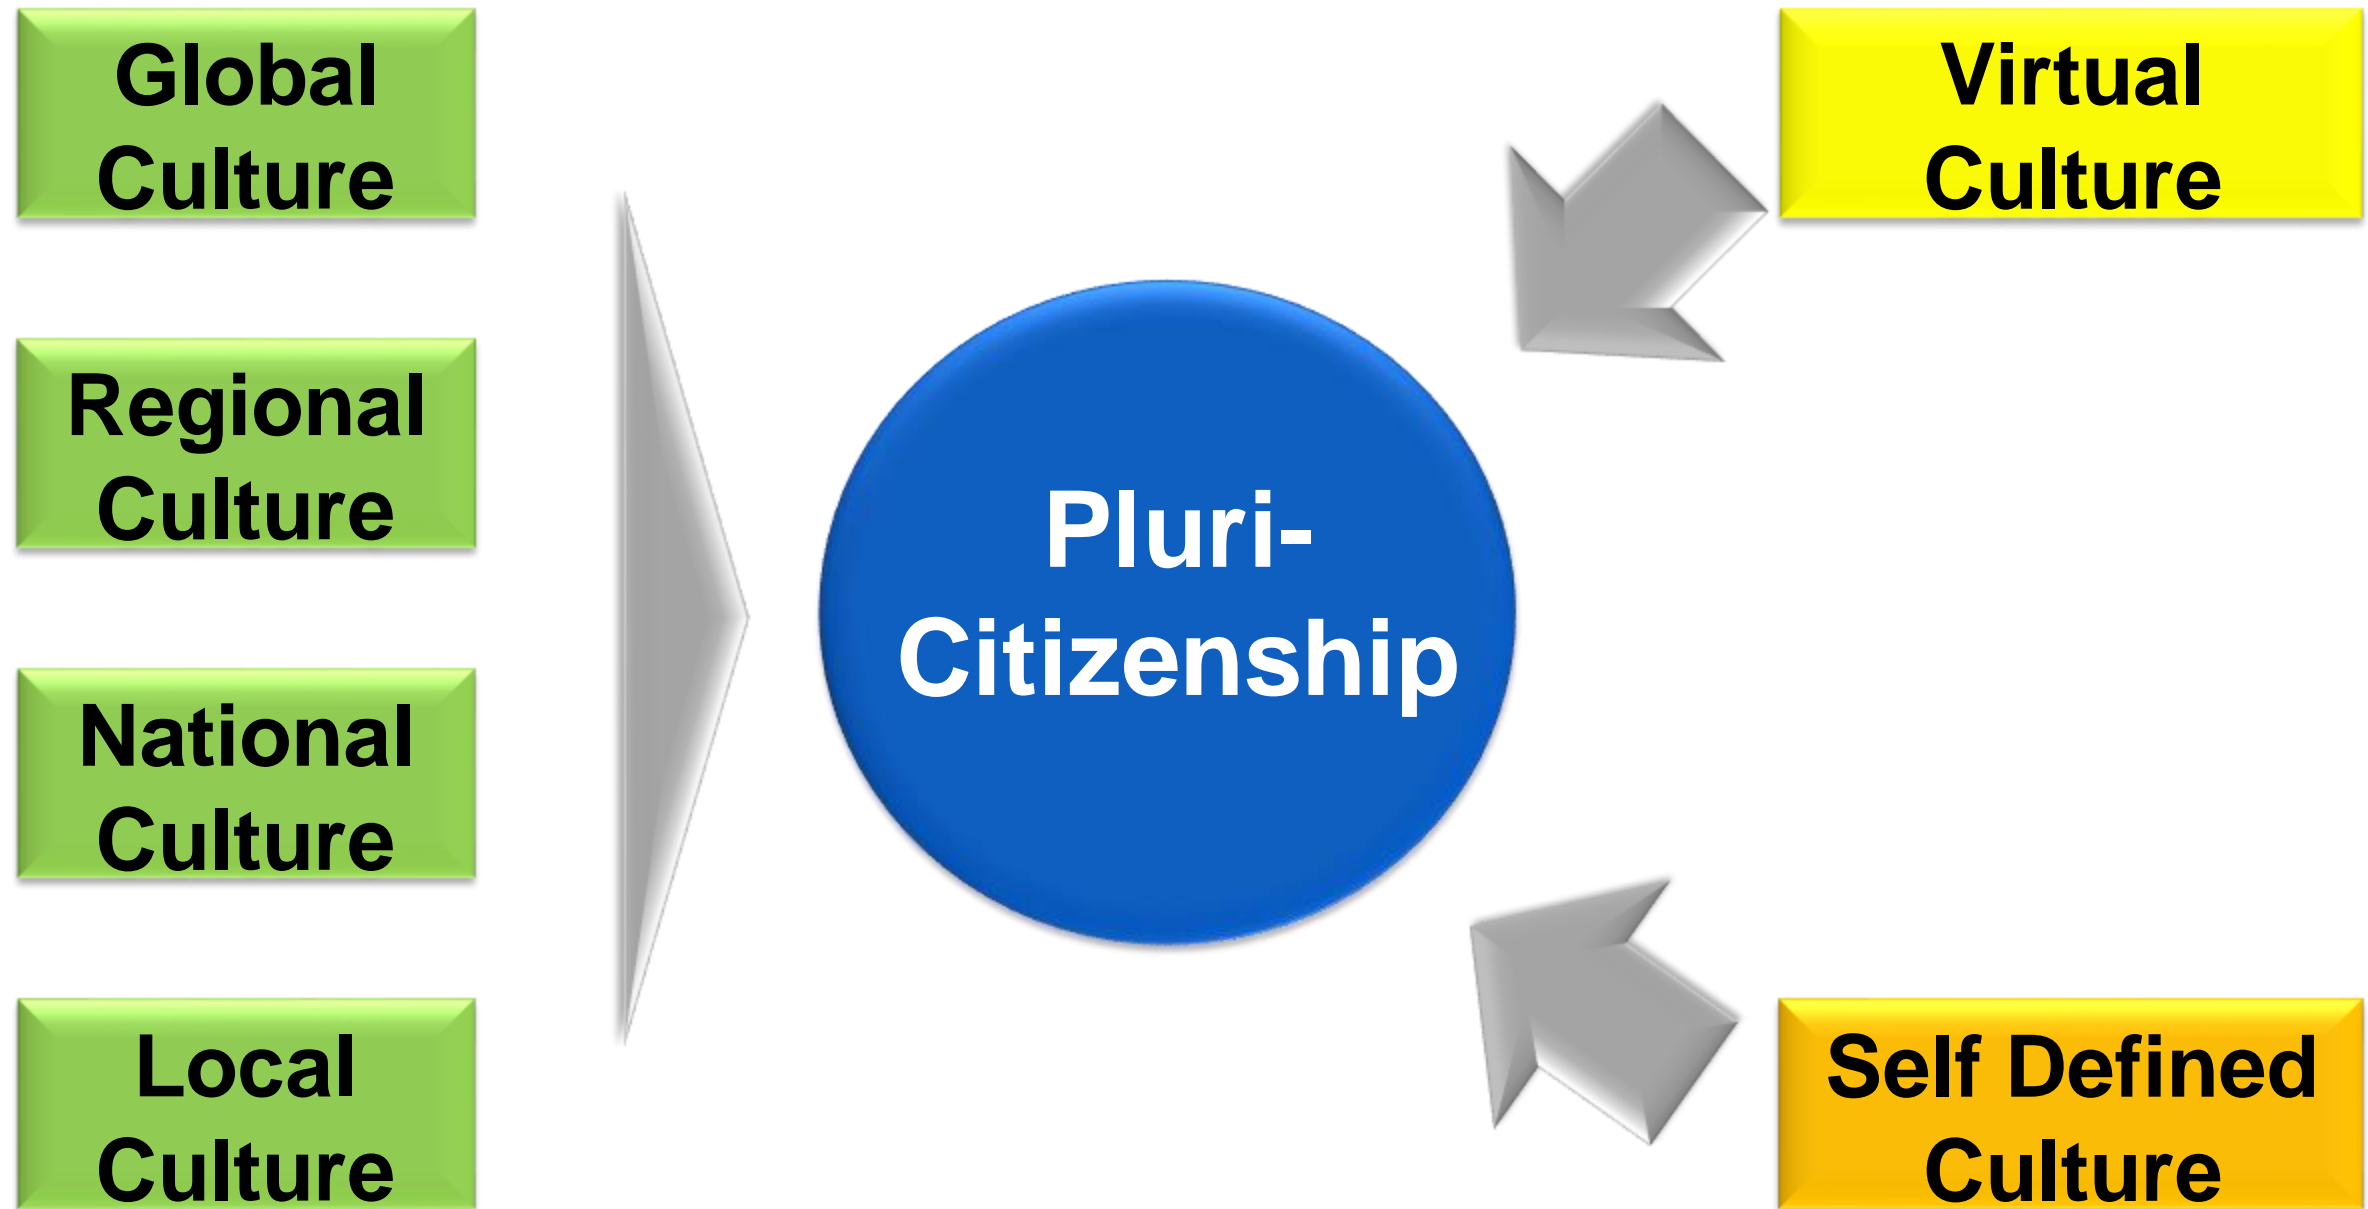 Global
Culture
Regional
Culture
National
Culture
Local
Culture
Pluri-
Citizenship
Virtual
Culture
Self Defined
Culture